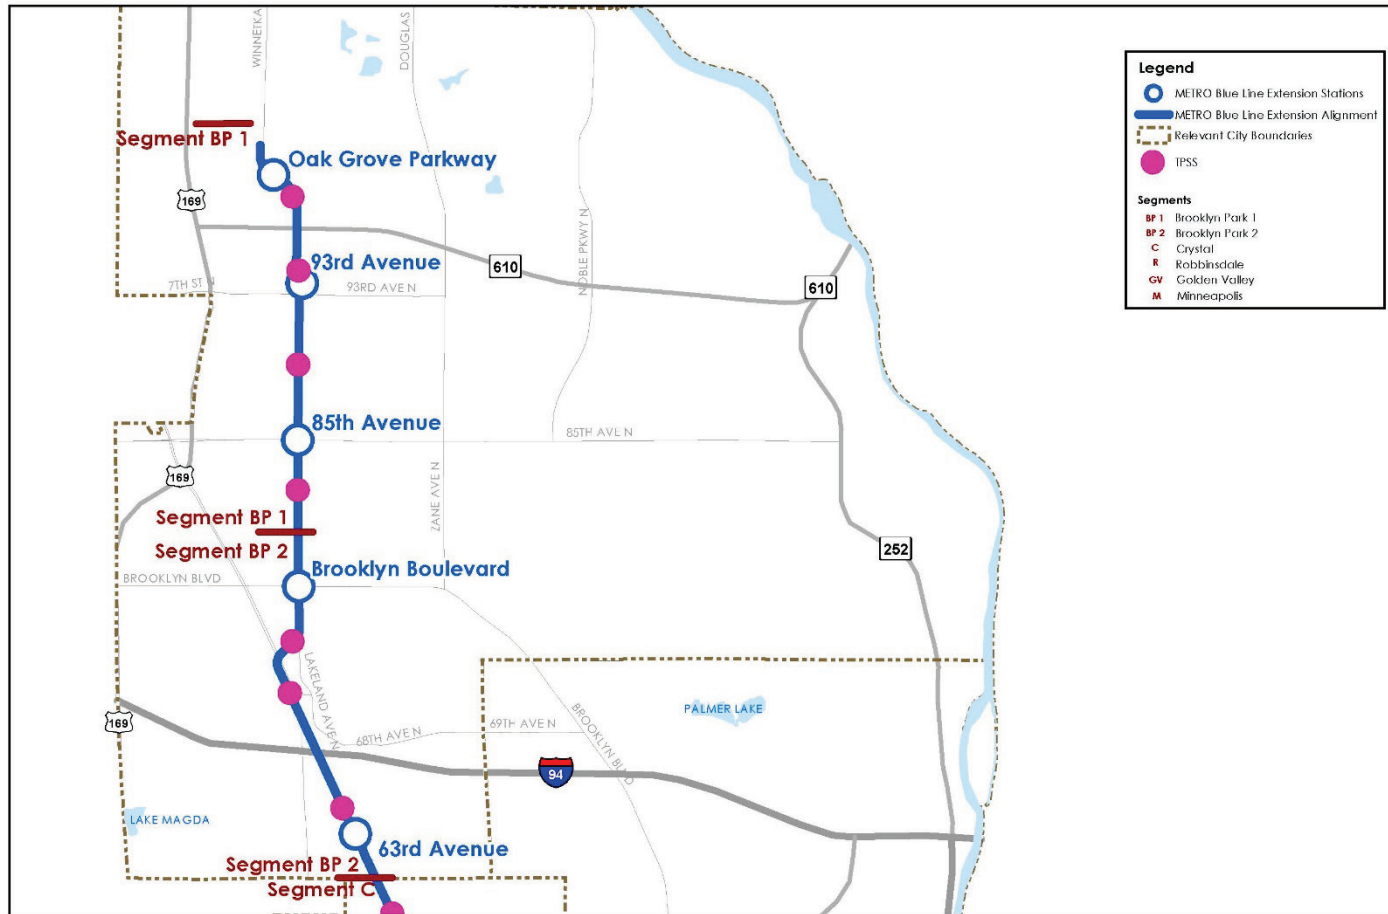 WINNETKA
DOUGLAS
Segment BP 1
Oak Grove Parkway
169
93rd Avenue
610
7TH ST N
93RD AVE N
NOBLE PKWY N
610
85th Avenue
85TH AVE N
169
ZANE AVE N
Segment BP 1
Segment BP 2
252
Brooklyn Boulevard
BROOKLYN BLVD
LAKELAND AVE N
PALMER LAKE
169
68TH AVE N
69TH AVE N
BROOKLYN BLVD
94
LAKE MAGDA
63rd Avenue
Segment BP 2
Segment C
Legend
METRO Blue Line Extension Stations
METRO Blue Line Extension Alignment
Relevant City Boundaries
TPSS
Segments
BP 1 Brooklyn Park 1
BP 2 Brooklyn Park 2
C Crystal
R Robbinsdale
GV Golden Valley
M Minneapolis